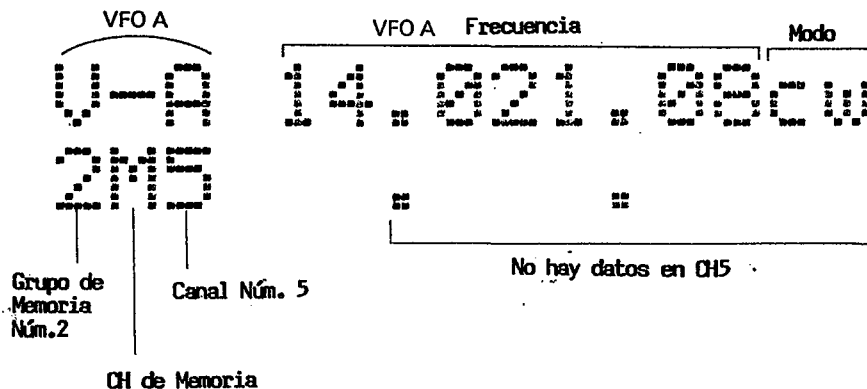 VFO A
VFO A Frecuencia Modo
V-A 14.021.08CW
2M5 . .
No hay datos en CH5
Grupo de Memoria Núm.2
Canal Núm. 5
CH de Memoria